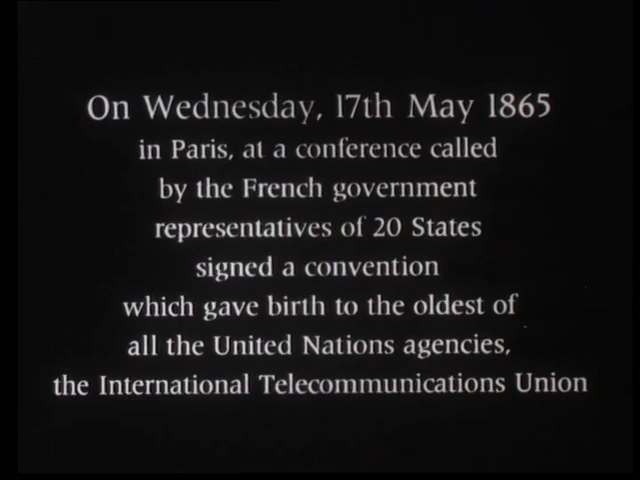 On Wednesday, 17th May 1865
in Paris, at a conference called
by the French government
representatives of 20 States
signed a convention
which gave birth to the oldest of
all the United Nations agencies,
the International Telecommunications Union